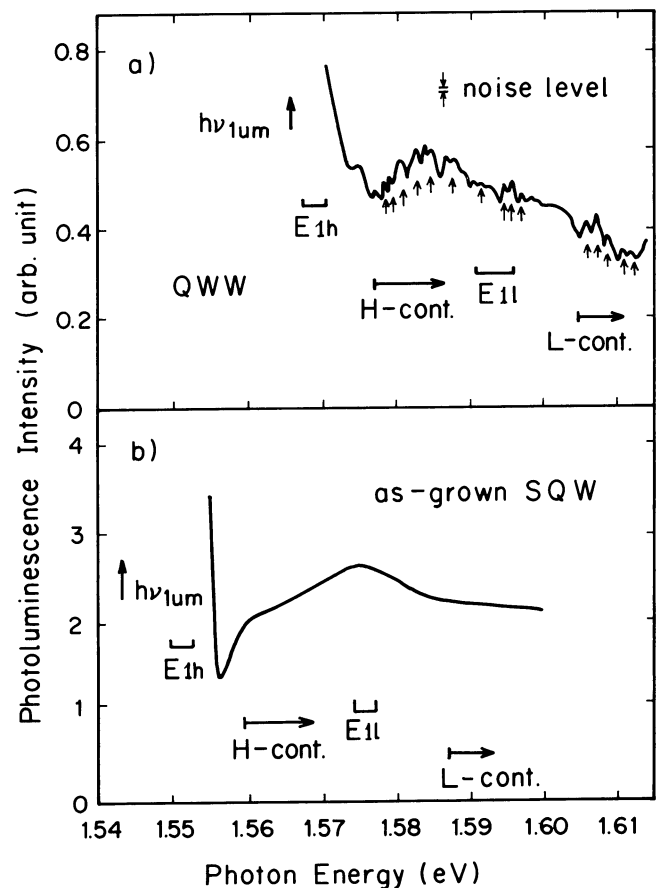 0.8
a)
noise level
0.6
hν1um
E1h
0.4
QWW
H-cont.
E1l
0.2
L-cont.
0
Photoluminescence Intensity (arb. unit)
4
b)
as-grown SQW
3
hν1um
2
E1h
1
H-cont.
E1l
L-cont.
0
1.54 1.55 1.56 1.57 1.58 1.59 1.60 1.61
Photon Energy (eV)